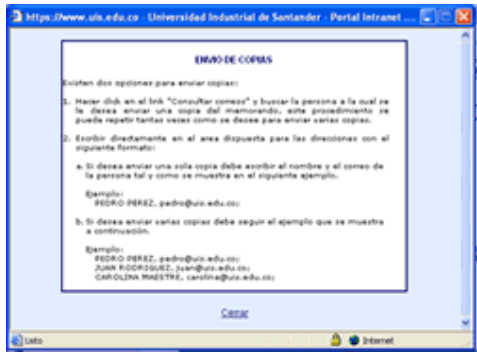 https://www.uis.edu.co - Universidad Industrial de Santander - Portal Intranet ...
ENVIO DE COPIAS
Existen dos opciones para enviar copias:
1. Hacer click en el link "Consultar correos" y buscar la persona a la cual se
le desea enviar una copia del memorando, este procedimiento se
puede repetir tantas veces como se desee para enviar varias copias.
2. Escribir directamente en el area dispuesta para las direcciones con el
siguiente formato:
a. Si desea enviar una sola copia debe escribir el nombre y el correo de
la persona tal y como se muestra en el siguiente ejemplo.
Ejemplo:
PEDRO PEREZ, pedro@uis.edu.co;
b. Si desea enviar varias copias debe seguir el ejemplo que se muestra
a continuación.
Ejemplo:
PEDRO PEREZ, pedro@uis.edu.co;
JUAN RODRIGUEZ, juan@uis.edu.co;
CAROLINA MAESTRE, carolina@uis.edu.co;
Cerrar
Listo
Internet